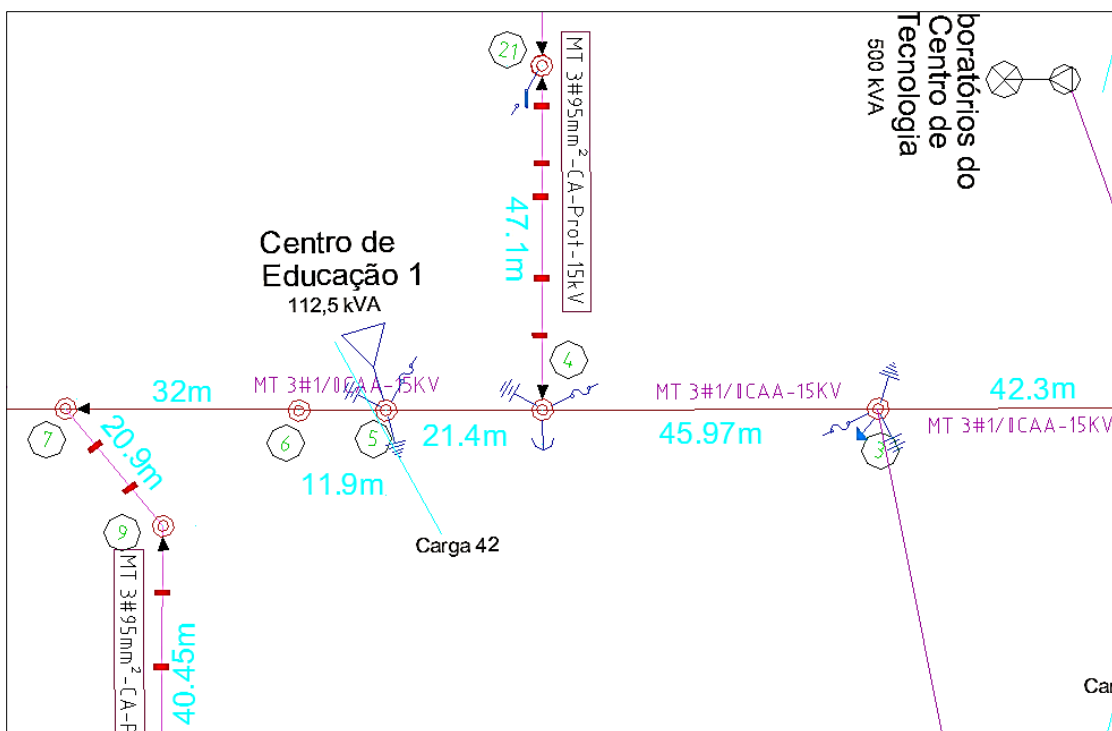 21
MT 3#95mm²-CA-Prot-15kV
47.1m
boratórios do
Centro de
Tecnologia
500 kVA
Centro de
Educação 1
112,5 kVA
4
32m
MT 3#1/0CAA-15KV
MT 3#1/0CAA-15KV
42.3m
7
6
5
21.4m
45.97m
3
MT 3#1/0CAA-15KV
20.9m
11.9m
9
Carga 42
MT 3#95mm²-CA-P
40.45m
Car